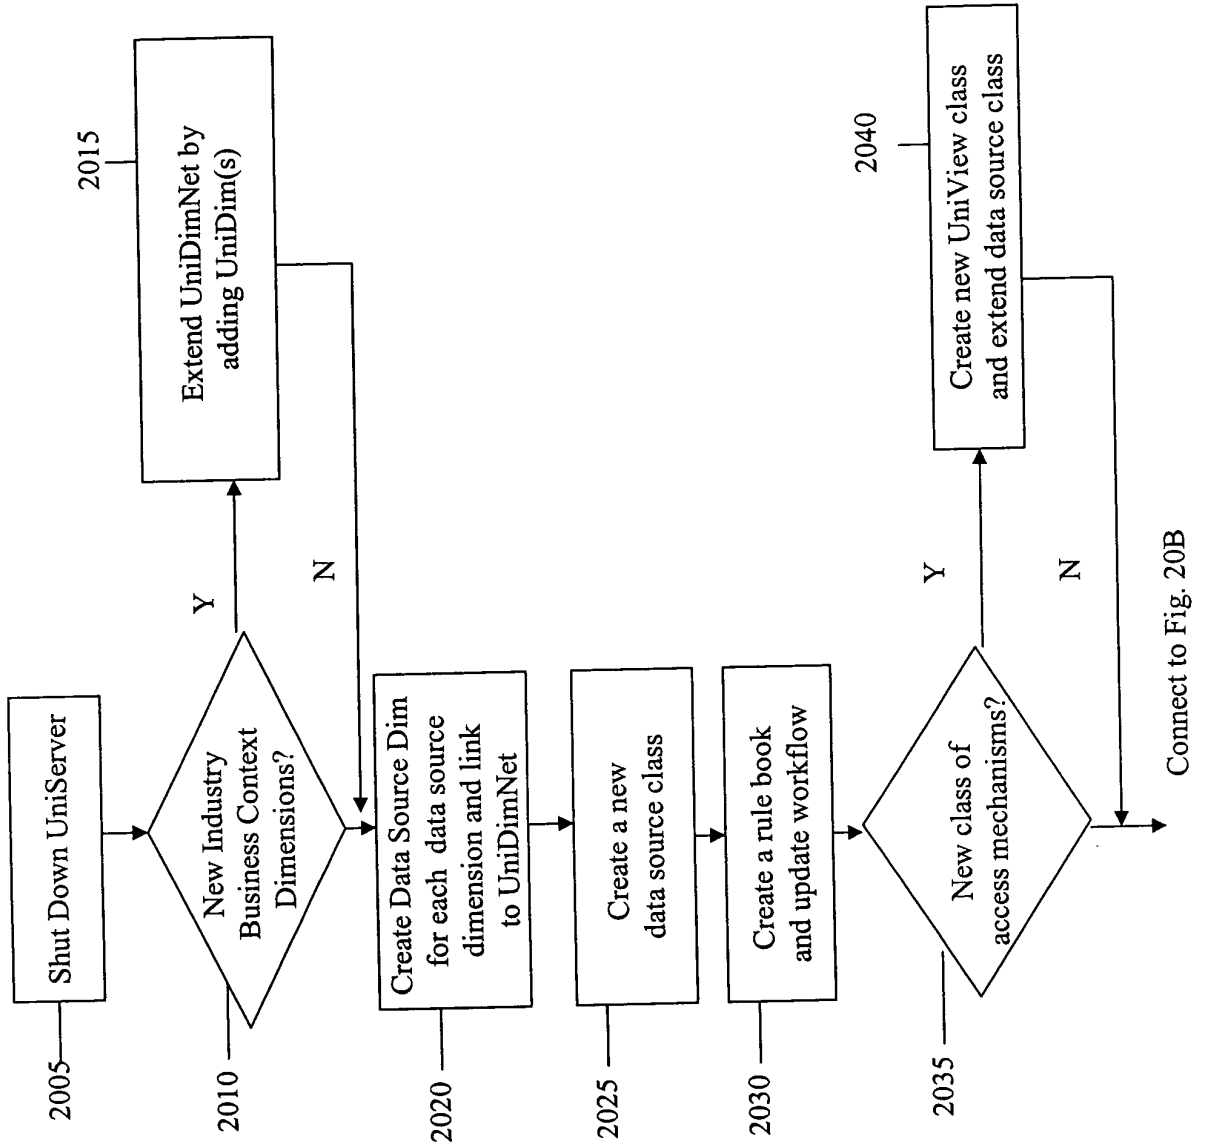 2005
Shut Down UniServer
2010
New Industry
Business Context
Dimensions?
Y
N
2015
Extend UniDimNet by
adding UniDim(s)
2020
Create Data Source Dim
for each data source
dimension and link
to UniDimNet
2025
Create a new
data source class
2030
Create a rule book
and update workflow
2035
New class of
access mechanisms?
Y
N
2040
Create new UniView class
and extend data source class
Connect to Fig. 20B